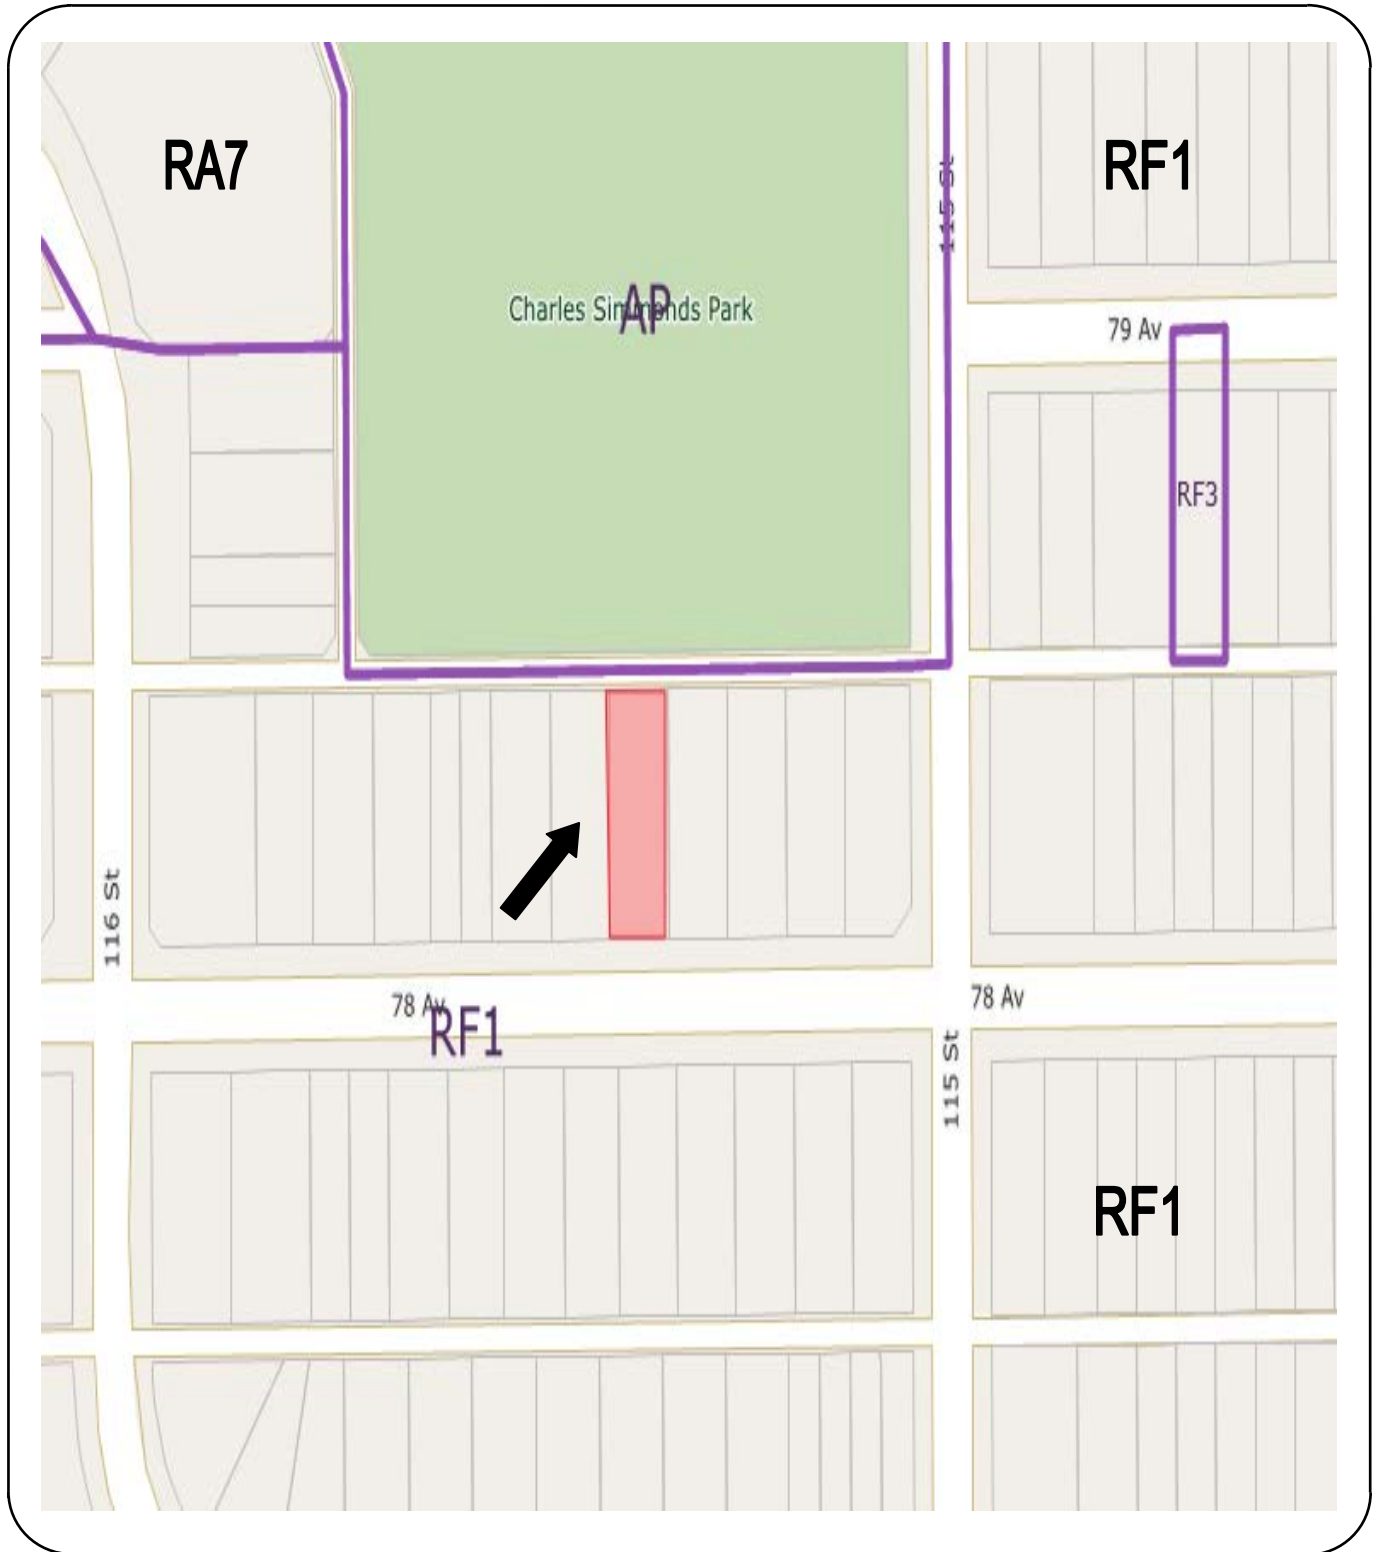 RA7
RF1
115 St
Charles Simmonds Park
AP
79 Av
RF3
116 St
78 Av
RF1
78 Av
115 St
RF1